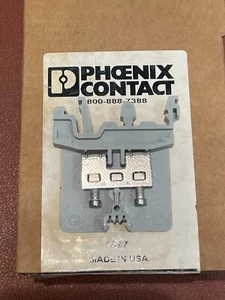 PHOENIX
CONTACT
800-888-7388
MADE IN USA